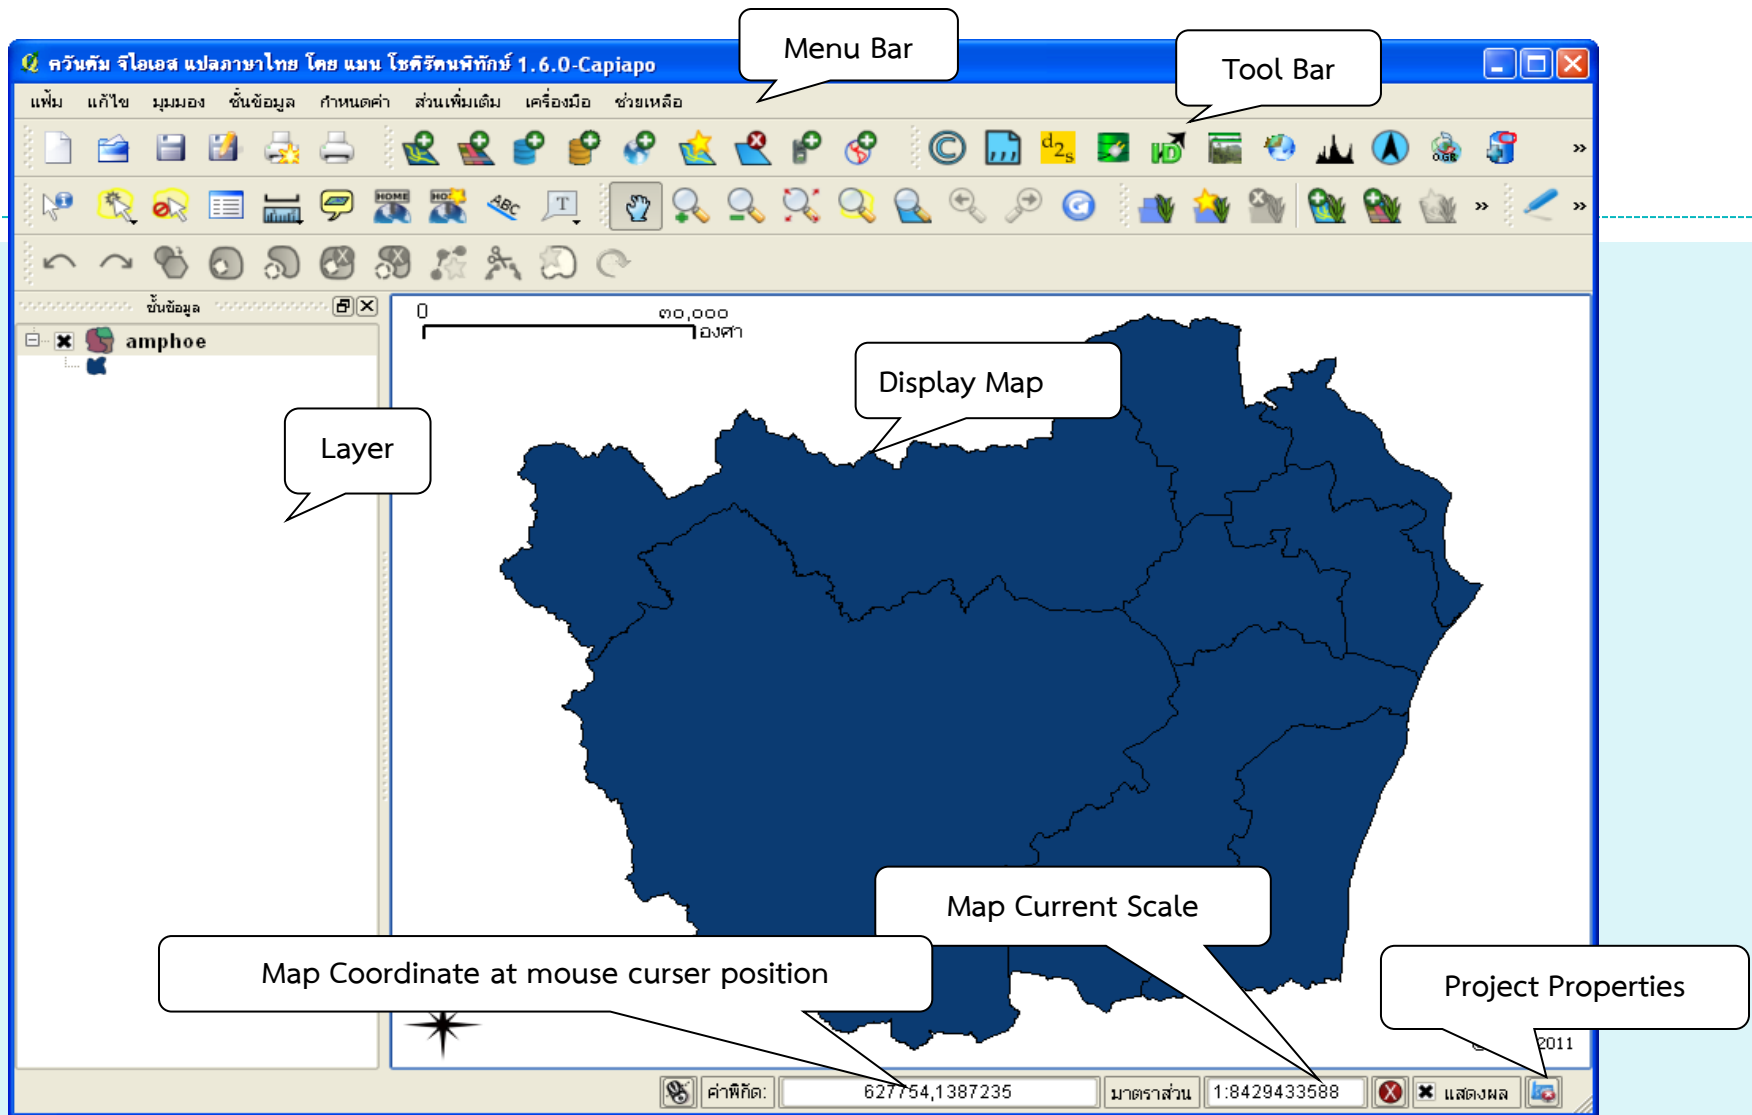 Menu Bar
Tool Bar
ควันตัม จีไอเอส แปลภาษาไทย โดย แมน โชติรัตนพิทักษ์ 1.6.0-Capiapo
แฟ้ม แก้ไข มุมมอง ชั้นข้อมูล กำหนดค่า ส่วนเพิ่มเติม เครื่องมือ ช่วยเหลือ
ชั้นข้อมูล
amphoe
0 ๓๐,๐๐๐
องศา
Display Map
Layer
Map Current Scale
Map Coordinate at mouse curser position
Project Properties
2011
ค่าพิกัด: 627754,1387235 มาตราส่วน 1:8429433588 แสดงผล